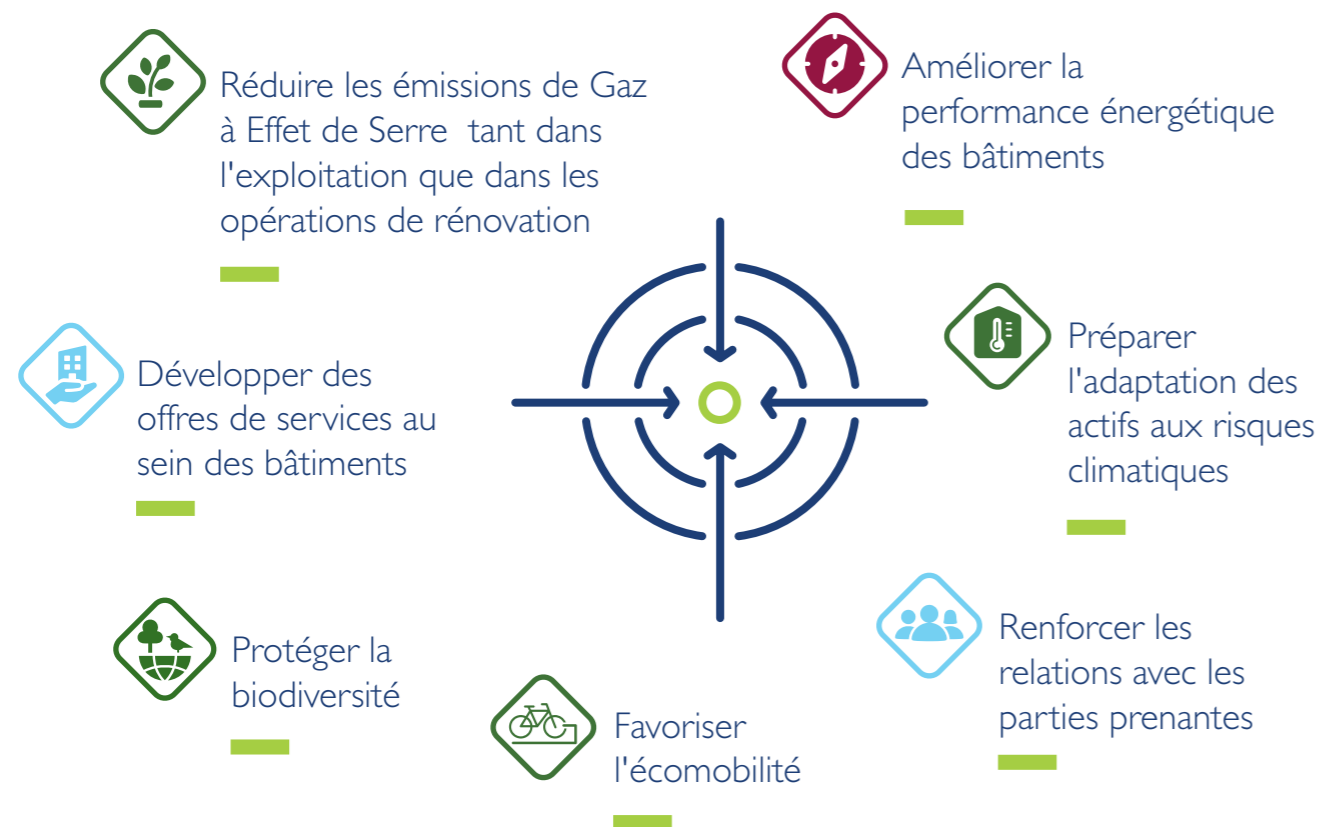 Réduire les émissions de Gaz
à Effet de Serre tant dans
l'exploitation que dans les
opérations de rénovation
Améliorer la
performance énergétique
des bâtiments
Développer des
offres de services au
sein des bâtiments
Préparer
l'adaptation des
actifs aux risques
climatiques
Protéger la
biodiversité
Favoriser
l'écomobilité
Renforcer les
relations avec les
parties prenantes